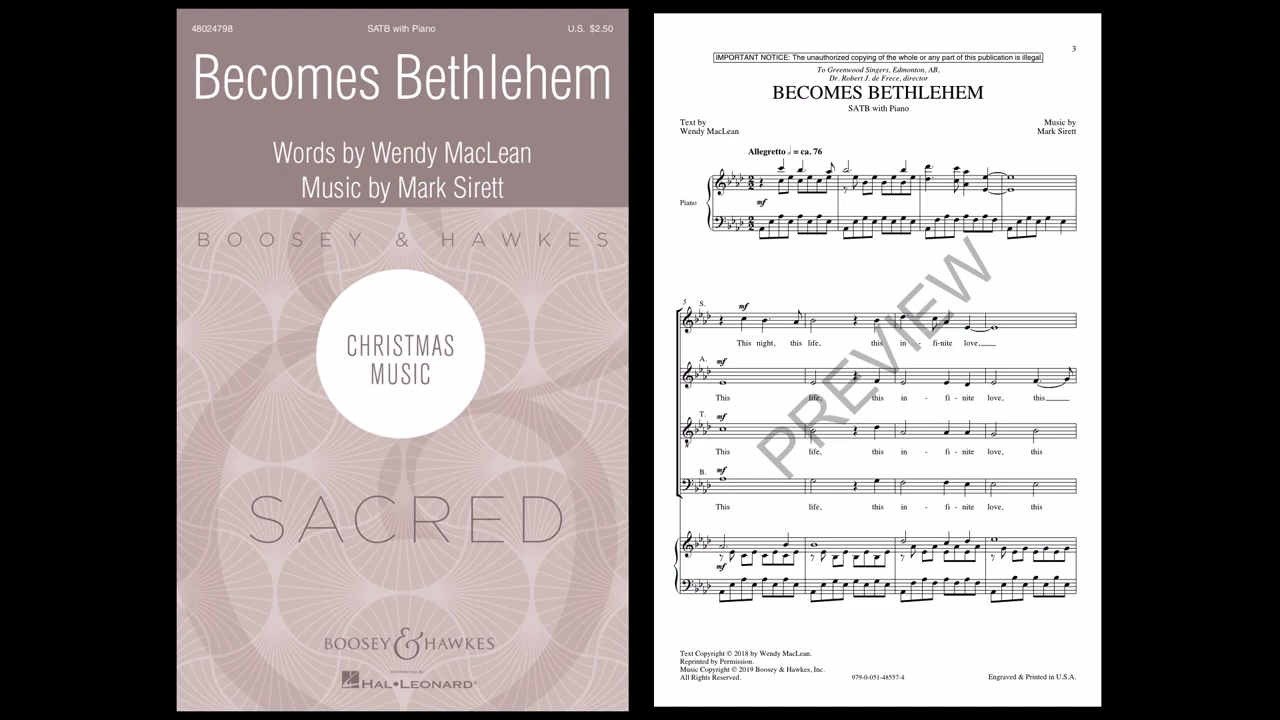 48024798 SATB with Piano U.S. $2.50
Becomes Bethlehem
Words by Wendy MacLean
Music by Mark Sirett
BOOSEY & HAWKES
CHRISTMAS
MUSIC
SACRED
BOOSEY & HAWKES
HAL•LEONARD®
3
IMPORTANT NOTICE: The unauthorized copying of the whole or any part of this publication is illegal.
To Greenwood Singers, Edmonton, AB,
Dr. Robert J. de Frece, director
BECOMES BETHLEHEM
SATB with Piano
Text by
Wendy MacLean
Music by
Mark Sirett
Allegretto 𝅗𝅥 = ca. 76
Piano
mf
5
S.
mf
This night, this life, this in - fi-nite love,
A.
mf
This life, this in - fi - nite love, this
T.
mf
This life, this in - fi - nite love, this
B.
mf
This life, this in - fi - nite love, this
mf
PREVIEW
Text Copyright © 2018 by Wendy MacLean.
Reprinted by Permission.
Music Copyright © 2019 Boosey & Hawkes, Inc.
All Rights Reserved. 979-0-051-48557-4 Engraved & Printed in U.S.A.